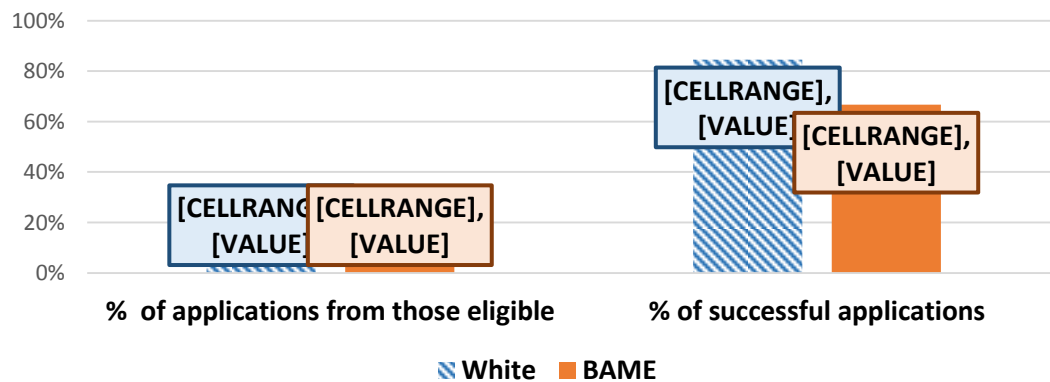 100%
80%
60%
40%
20%
0%
[CELLRANG
[VALUE]
[CELLRANGE],
[VALUE]
[CELLRANGE],
[VALUE]
[CELLRANGE],
[VALUE]
% of applications from those eligible
% of successful applications
White BAME